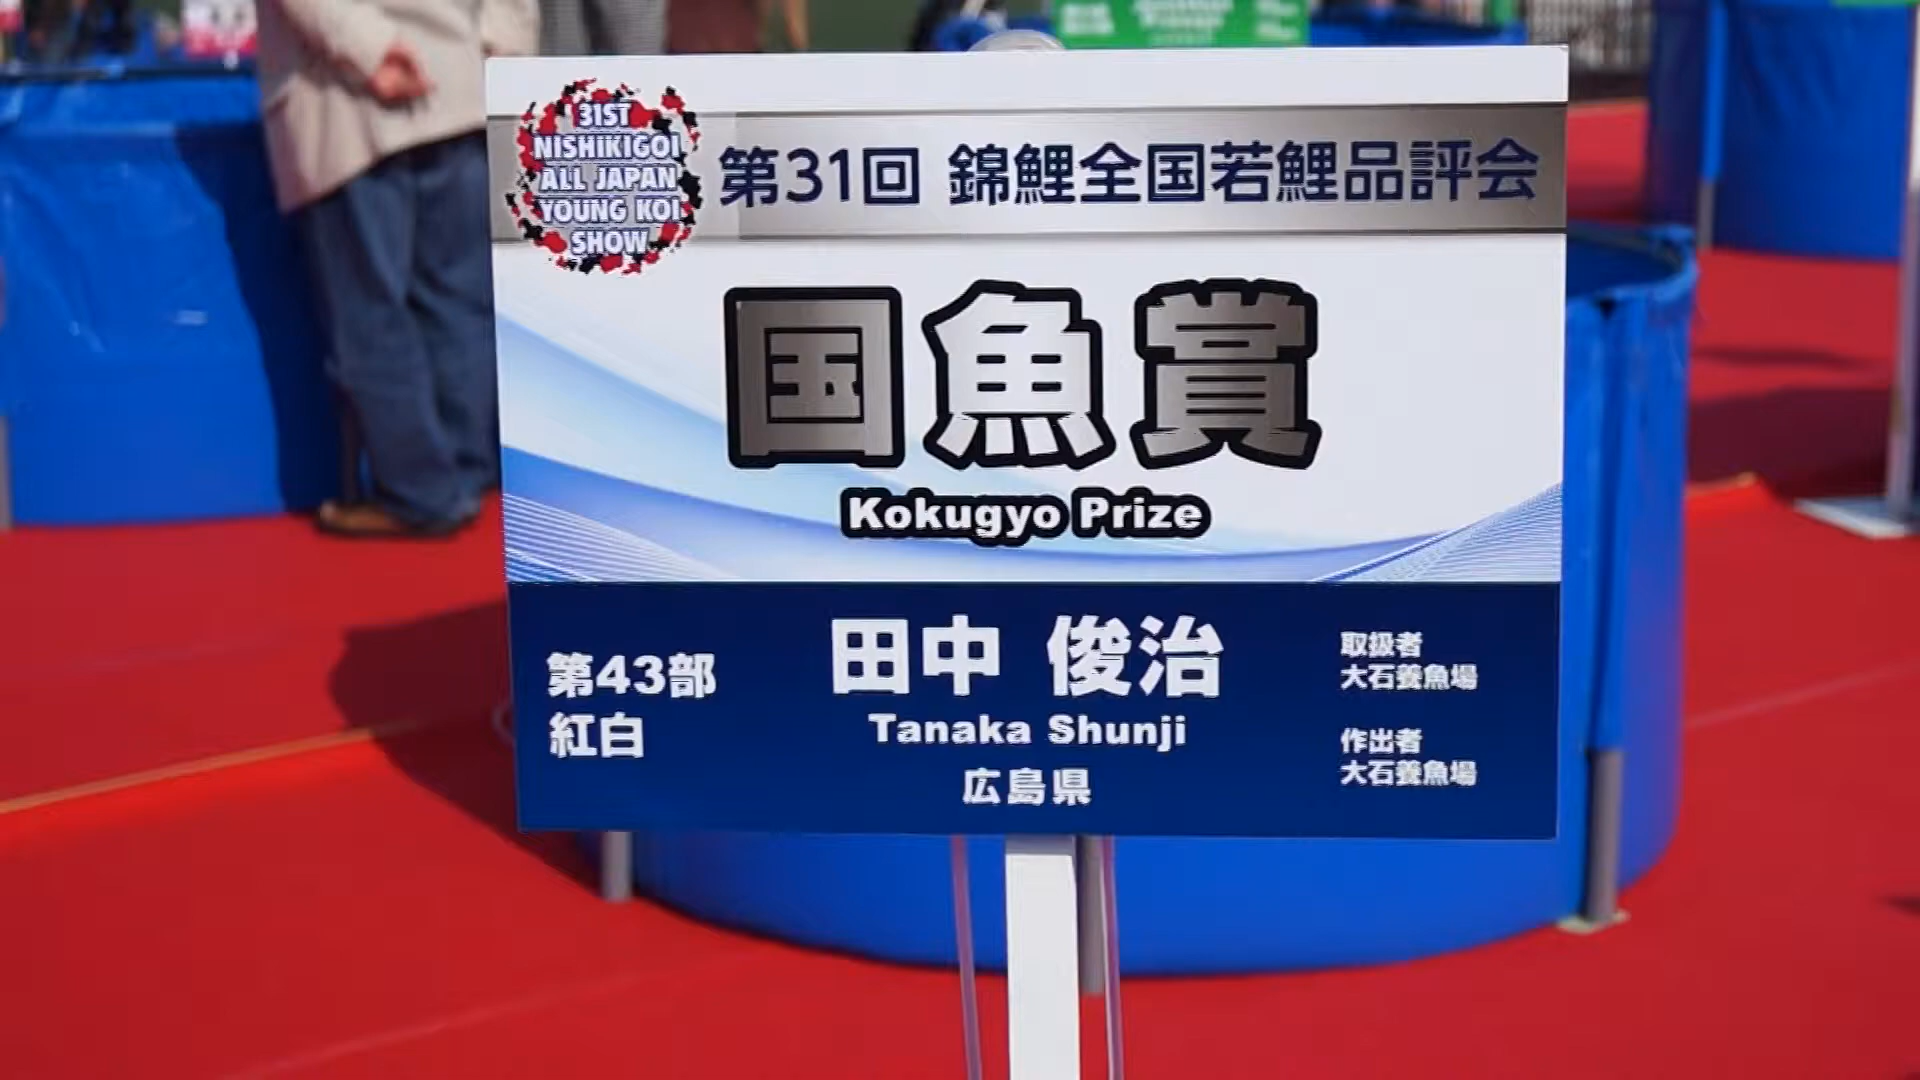 31ST
NISHIKIGOI
ALL JAPAN
YOUNG KOI
SHOW
第31回 錦鯉全国若鯉品評会
国魚賞
Kokugyo Prize
第43部
紅白
田中 俊治
Tanaka Shunji
広島県
取扱者
大石養魚場
作出者
大石養魚場